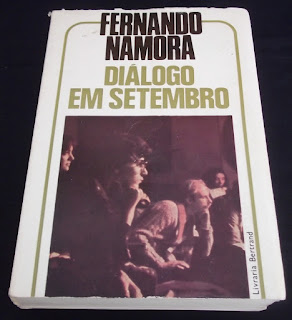 FERNANDO
NAMORA
DIÁLOGO
EM SETEMBRO
Livraria Bertrand